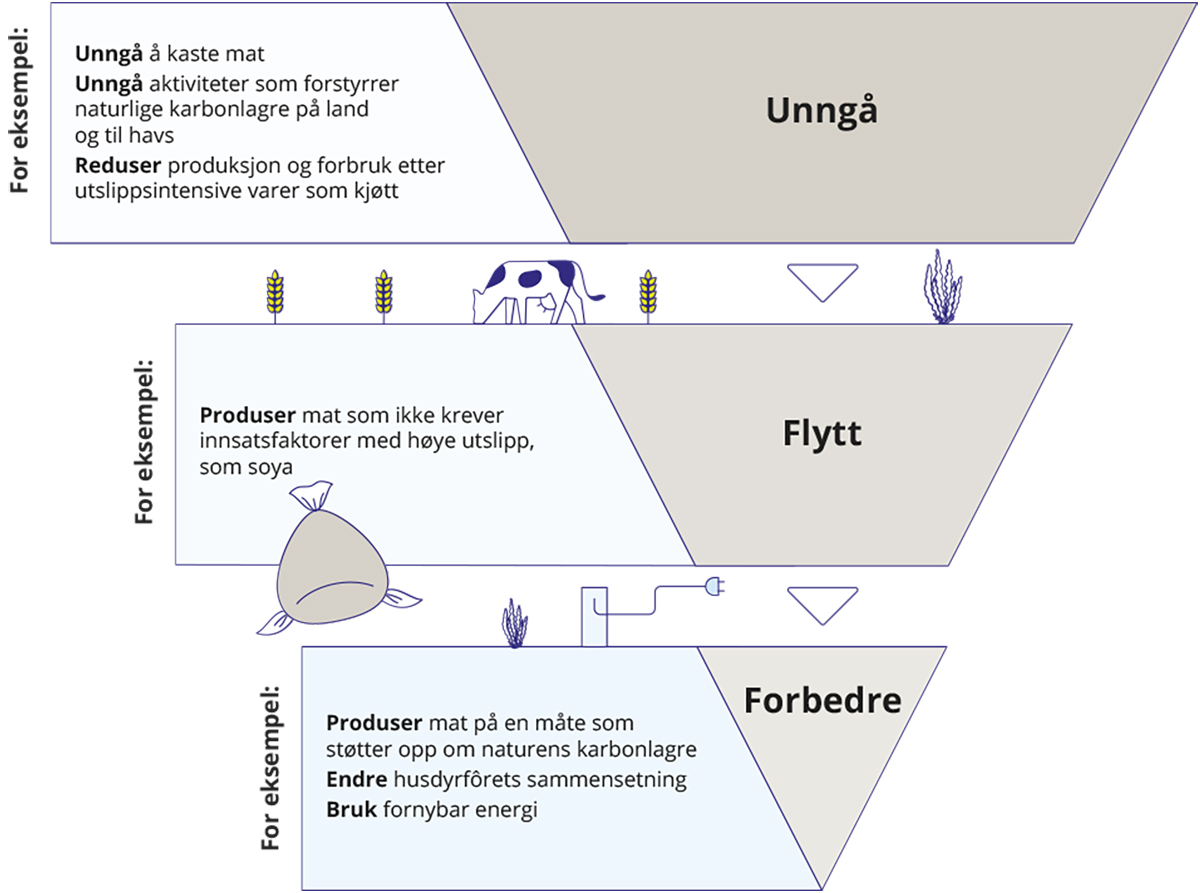 For eksempel:
Unngå å kaste mat
Unngå aktiviteter som forstyrrer
naturlige karbonlagre på land
og til havs
Reduser produksjon og forbruk etter
utslippsintensive varer som kjøtt
Unngå
For eksempel:
Produser mat som ikke krever
innsatsfaktorer med høye utslipp,
som soya
Flytt
For eksempel:
Produser mat på en måte som
støtter opp om naturens karbonlagre
Endre husdyrfôrets sammensetning
Bruk fornybar energi
Forbedre